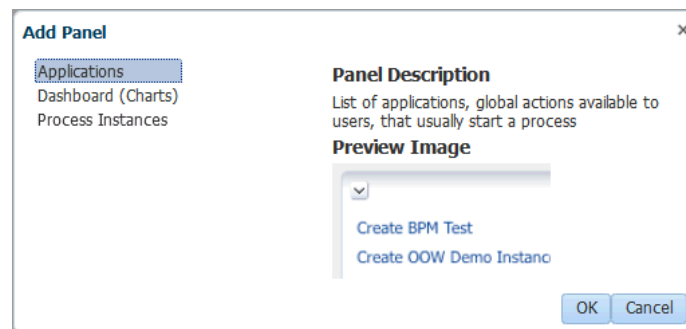 Add Panel
Applications
Dashboard (Charts)
Process Instances
Panel Description
List of applications, global actions available to
users, that usually start a process
Preview Image
Create BPM Test
Create OOW Demo Instanc
OK
Cancel